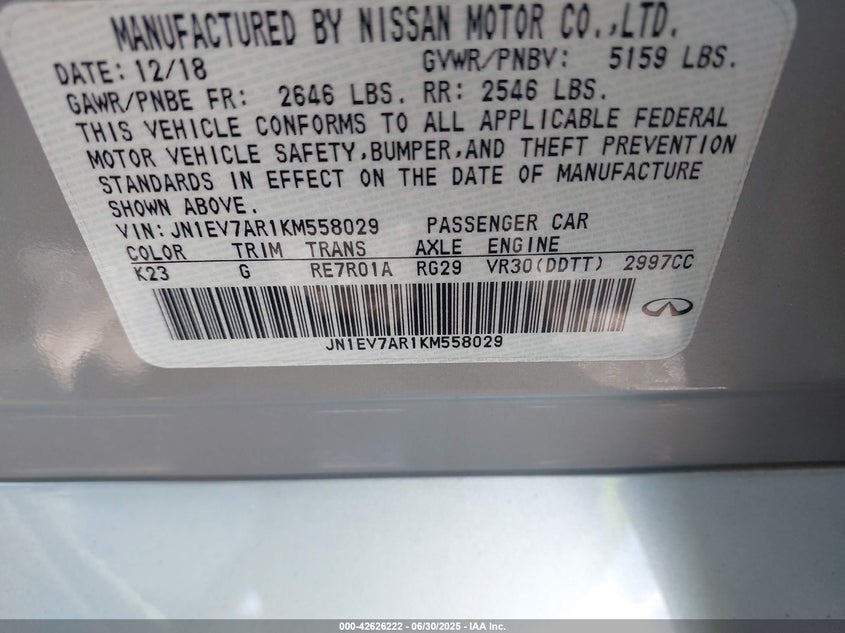 MANUFACTURED BY NISSAN MOTOR CO.,LTD.
DATE: 12/18 GVWR/PNBV: 5159 LBS.
GAWR/PNBE FR: 2646 LBS. RR: 2546 LBS.
THIS VEHICLE CONFORMS TO ALL APPLICABLE FEDERAL
MOTOR VEHICLE SAFETY,BUMPER,AND THEFT PREVENTION
STANDARDS IN EFFECT ON THE DATE OF MANUFACTURE
SHOWN ABOVE.
VIN: JN1EV7AR1KM558029 PASSENGER CAR
COLOR TRIM TRANS AXLE ENGINE
K23 G RE7R01A RG29 VR30(DDTT) 2997CC
JN1EV7AR1KM558029
000-42626222 - 06/30/2025 - IAA Inc.